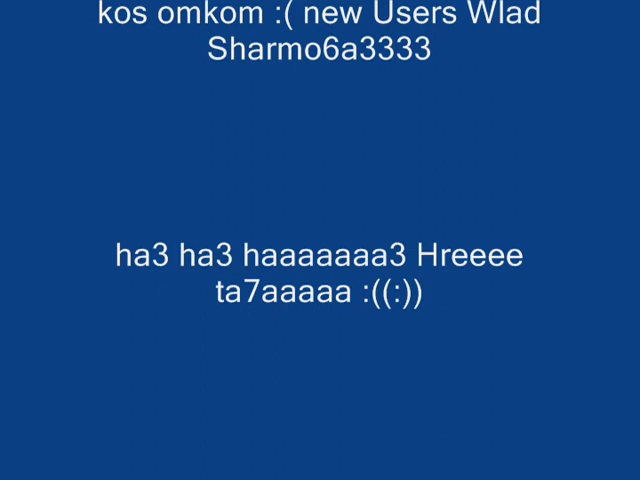 kos omkom :( new Users Wlad
Sharmo6a3333
ha3 ha3 haaaaaaa3 Hreeee
ta7aaaaa :((:))